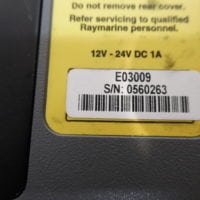 Do not remove rear cover.
Refer servicing to qualified
Raymarine personnel.
12V - 24V DC 1A
E03009
S/N: 0560263